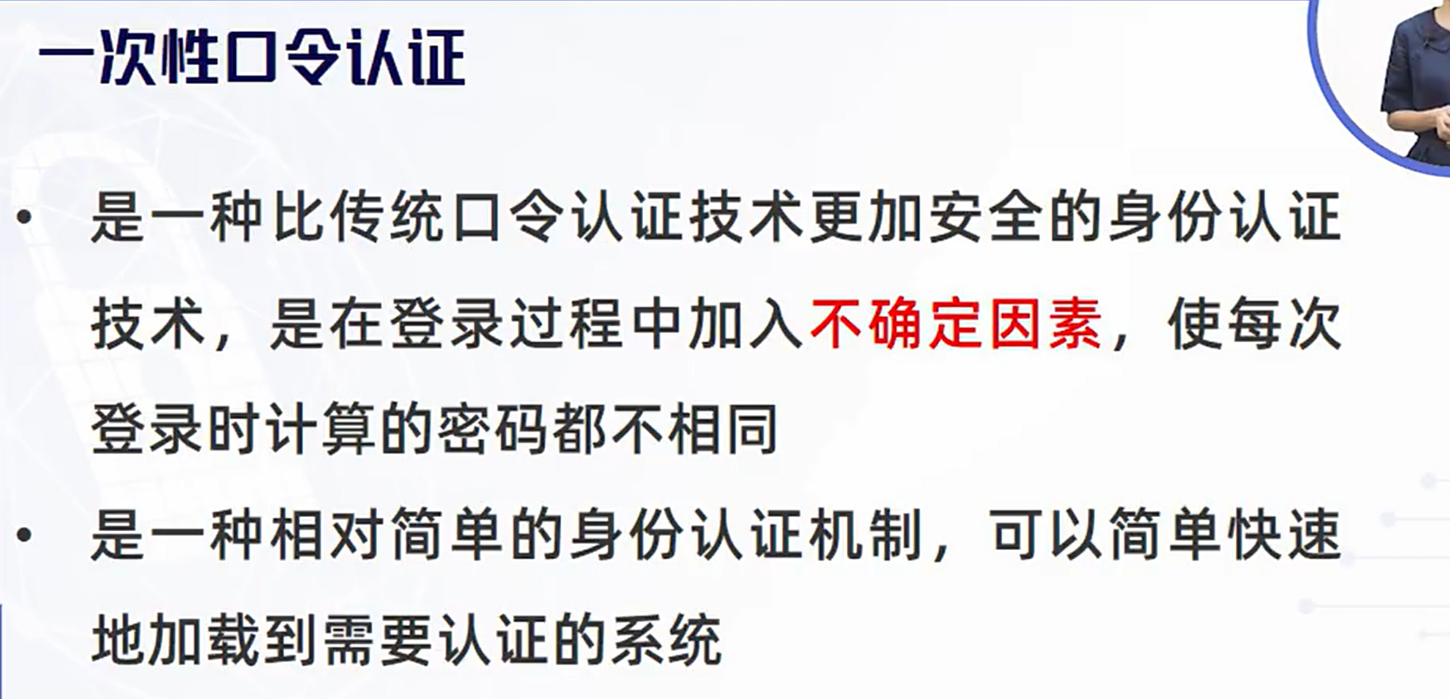 一次性口令认证
• 是一种比传统口令认证技术更加安全的身份认证
技术，是在登录过程中加入不确定因素，使每次
登录时计算的密码都不相同
• 是一种相对简单的身份认证机制，可以简单快速
地加载到需要认证的系统